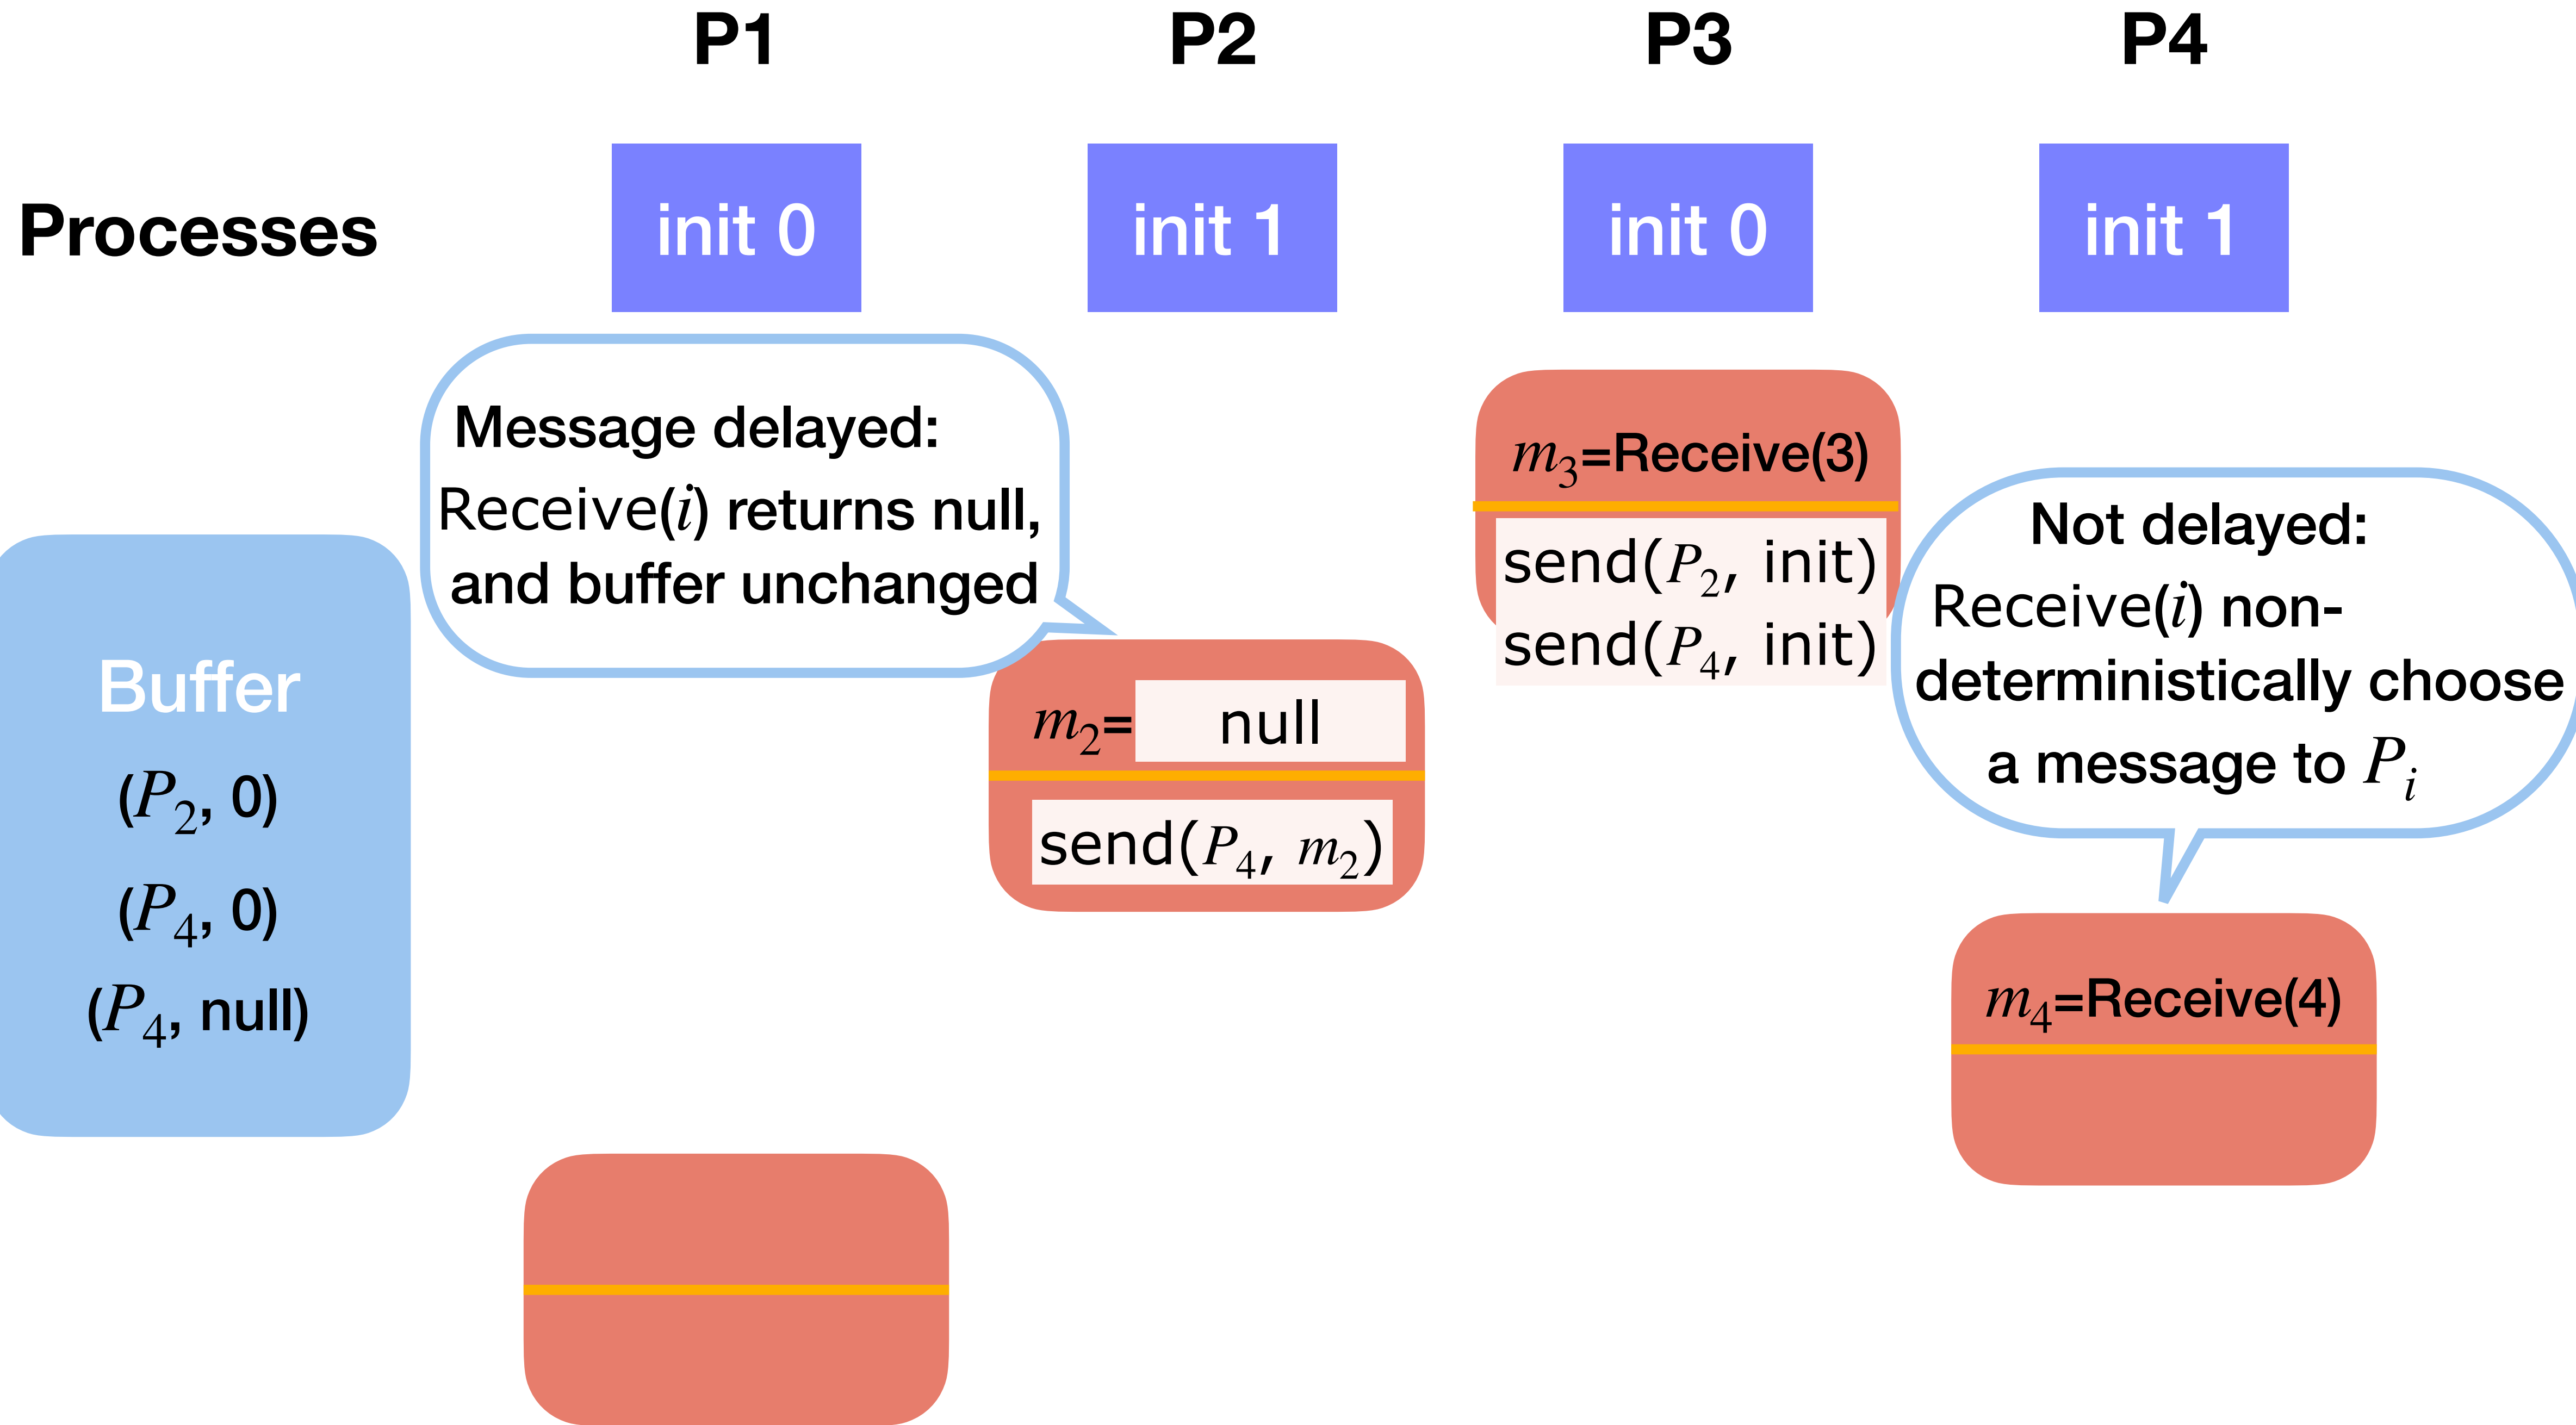 P1 P2 P3 P4
Processes
init 0 init 1 init 0 init 1
Message delayed:
Receive(i) returns null,
and buffer unchanged
m₃=Receive(3)
send(P₂, init)
send(P₄, init)
Not delayed:
Receive(i) non-
deterministically choose
a message to Pᵢ
Buffer
(P₂, 0)
(P₄, 0)
(P₄, null)
m₂= null
send(P₄, m₂)
m₄=Receive(4)